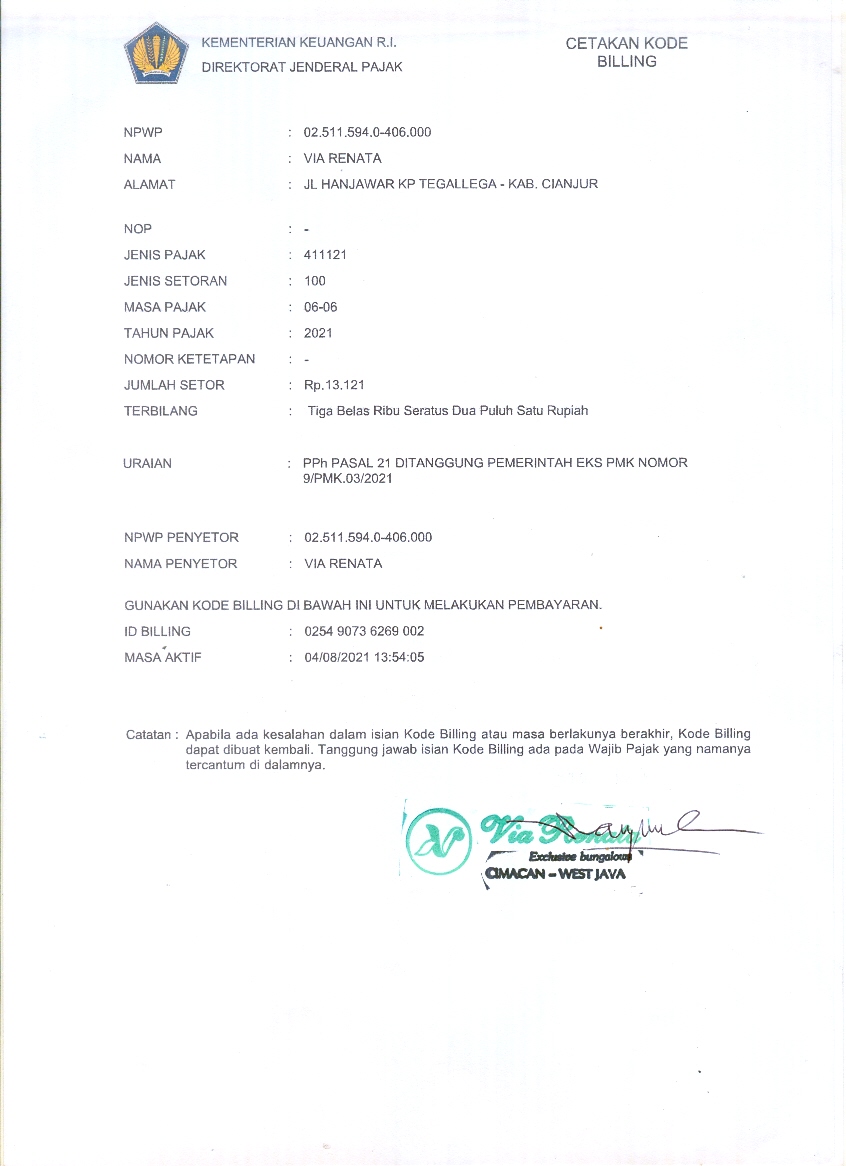 KEMENTERIAN KEUANGAN R.I.
DIREKTORAT JENDERAL PAJAK
CETAKAN KODE
BILLING
NPWP : 02.511.594.0-406.000
NAMA : VIA RENATA
ALAMAT : JL HANJAWAR KP TEGALLEGA - KAB. CIANJUR
NOP : -
JENIS PAJAK : 411121
JENIS SETORAN : 100
MASA PAJAK : 06-06
TAHUN PAJAK : 2021
NOMOR KETETAPAN : -
JUMLAH SETOR : Rp.13.121
TERBILANG : Tiga Belas Ribu Seratus Dua Puluh Satu Rupiah
URAIAN : PPh PASAL 21 DITANGGUNG PEMERINTAH EKS PMK NOMOR
9/PMK.03/2021
NPWP PENYETOR : 02.511.594.0-406.000
NAMA PENYETOR : VIA RENATA
GUNAKAN KODE BILLING DI BAWAH INI UNTUK MELAKUKAN PEMBAYARAN.
ID BILLING : 0254 9073 6269 002
MASA AKTIF : 04/08/2021 13:54:05
Catatan : Apabila ada kesalahan dalam isian Kode Billing atau masa berlakunya berakhir, Kode Billing
dapat dibuat kembali. Tanggung jawab isian Kode Billing ada pada Wajib Pajak yang namanya
tercantum di dalamnya.
Via Renata
Exclusive bungalows
CIMACAN - WEST JAVA